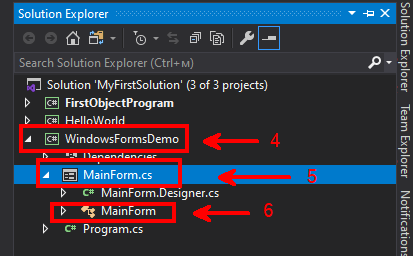 Solution Explorer
Search Solution Explorer (Ctrl+м)
Solution 'MyFirstSolution' (3 of 3 projects)
C# FirstObjectProgram
C# HelloWorld
C# WindowsFormsDemo
4
Dependencies
MainForm.cs
5
C# MainForm.Designer.cs
MainForm
6
C# Program.cs
Solution Explorer
Team Explorer
Notifications